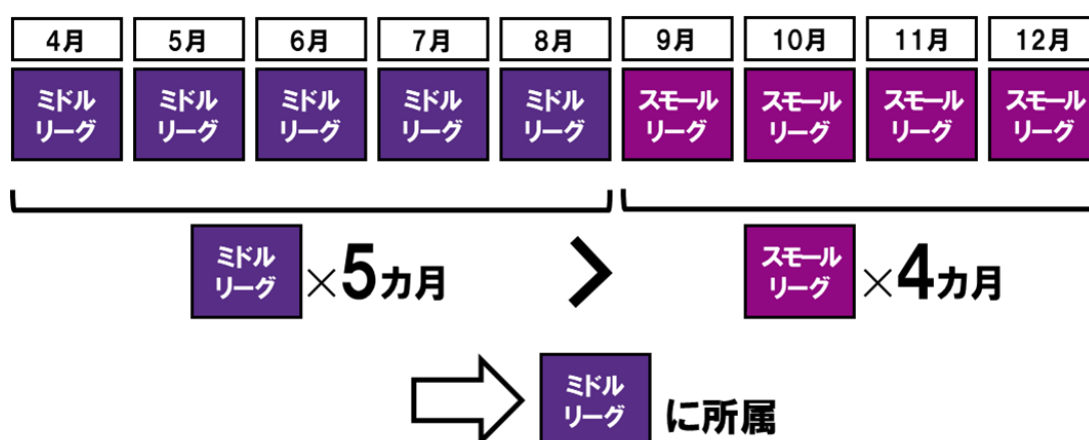 4月 5月 6月 7月 8月 9月 10月 11月 12月
ミドル ミドル ミドル ミドル ミドル スモール スモール スモール スモール
リーグ リーグ リーグ リーグ リーグ リーグ リーグ リーグ リーグ
ミドル
リーグ ×5カ月
>
スモール
リーグ ×4カ月
ミドル
リーグ に所属